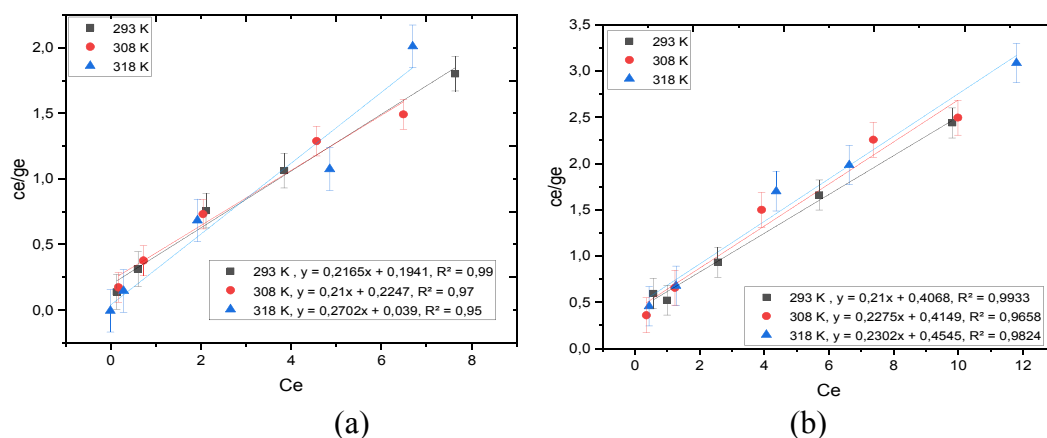 293 K
308 K
318 K
2,0
1,5
1,0
0,5
0,0
ce/ge
293 K , y = 0,2165x + 0,1941, R² = 0,99
308 K, y = 0,21x + 0,2247, R² = 0,97
318 K, y = 0,2702x + 0,039, R² = 0,95
0 2 4 6 8
Ce
(a)
293 K
308 K
318 K
3,5
3,0
2,5
2,0
1,5
1,0
0,5
0,0
ce/ge
293 K, y = 0,21x + 0,4068, R² = 0,9933
308 K, y = 0,2275x + 0,4149, R² = 0,9658
318 K, y = 0,2302x + 0,4545, R² = 0,9824
0 2 4 6 8 10 12
Ce
(b)